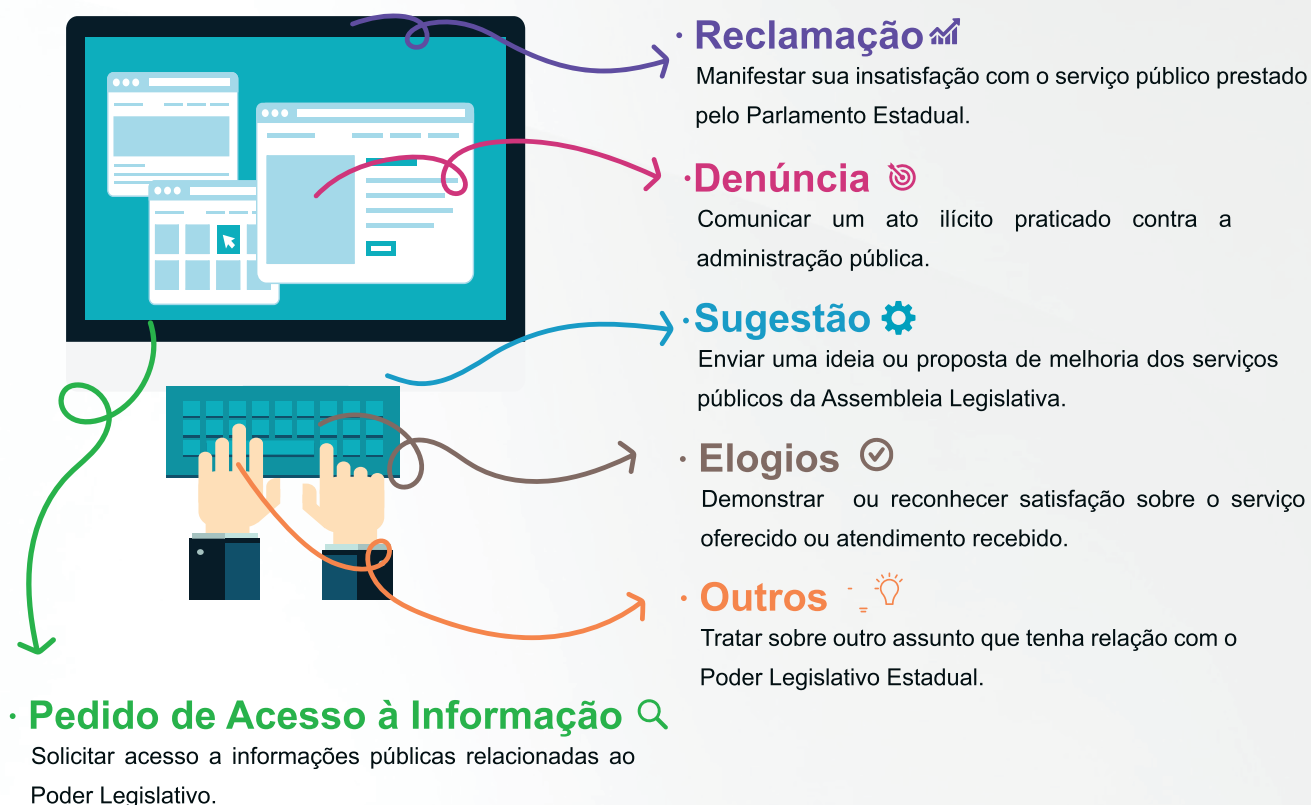 · Reclamação
Manifestar sua insatisfação com o serviço público prestado
pelo Parlamento Estadual.
·Denúncia
Comunicar um ato ilícito praticado contra a
administração pública.
·Sugestão
Enviar uma ideia ou proposta de melhoria dos serviços
públicos da Assembleia Legislativa.
· Elogios
Demonstrar ou reconhecer satisfação sobre o serviço
oferecido ou atendimento recebido.
· Outros
Tratar sobre outro assunto que tenha relação com o
Poder Legislativo Estadual.
· Pedido de Acesso à Informação
Solicitar acesso a informações públicas relacionadas ao
Poder Legislativo.